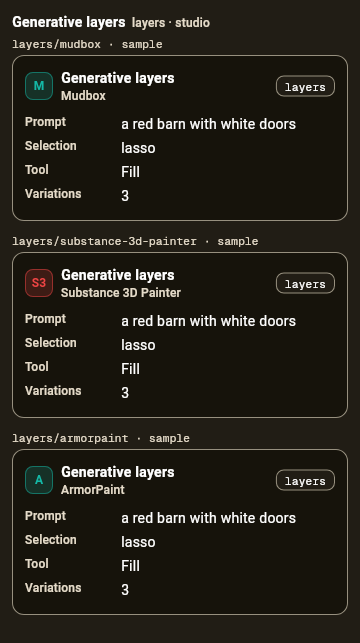 Generative layers layers · studio
layers/mudbox · sample
M
Generative layers
Mudbox
layers
Prompt a red barn with white doors
Selection lasso
Tool Fill
Variations 3
layers/substance-3d-painter · sample
S3
Generative layers
Substance 3D Painter
layers
Prompt a red barn with white doors
Selection lasso
Tool Fill
Variations 3
layers/armorpaint · sample
A
Generative layers
ArmorPaint
layers
Prompt a red barn with white doors
Selection lasso
Tool Fill
Variations 3